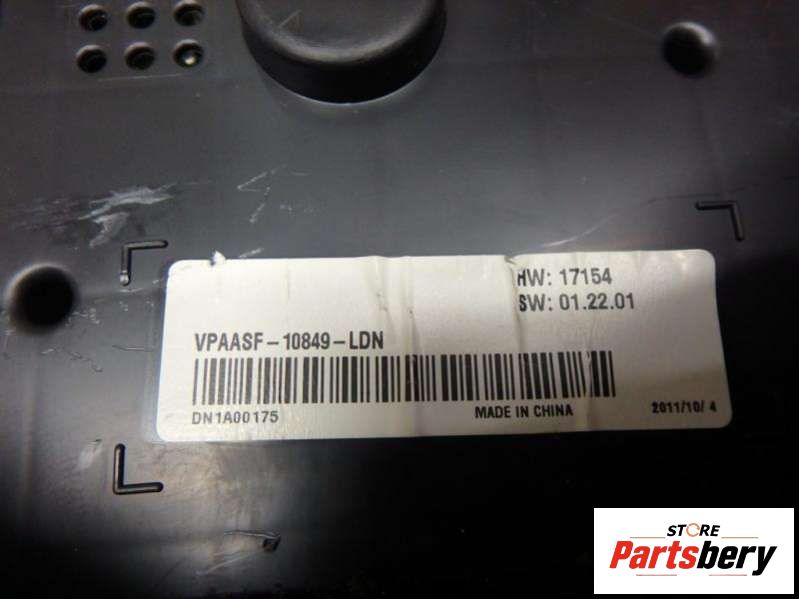 HW: 17154
SW: 01.22.01
VPAASF-10849-LDN
DN1A00175
MADE IN CHINA
2011/10/ 4
STORE
Partsbery